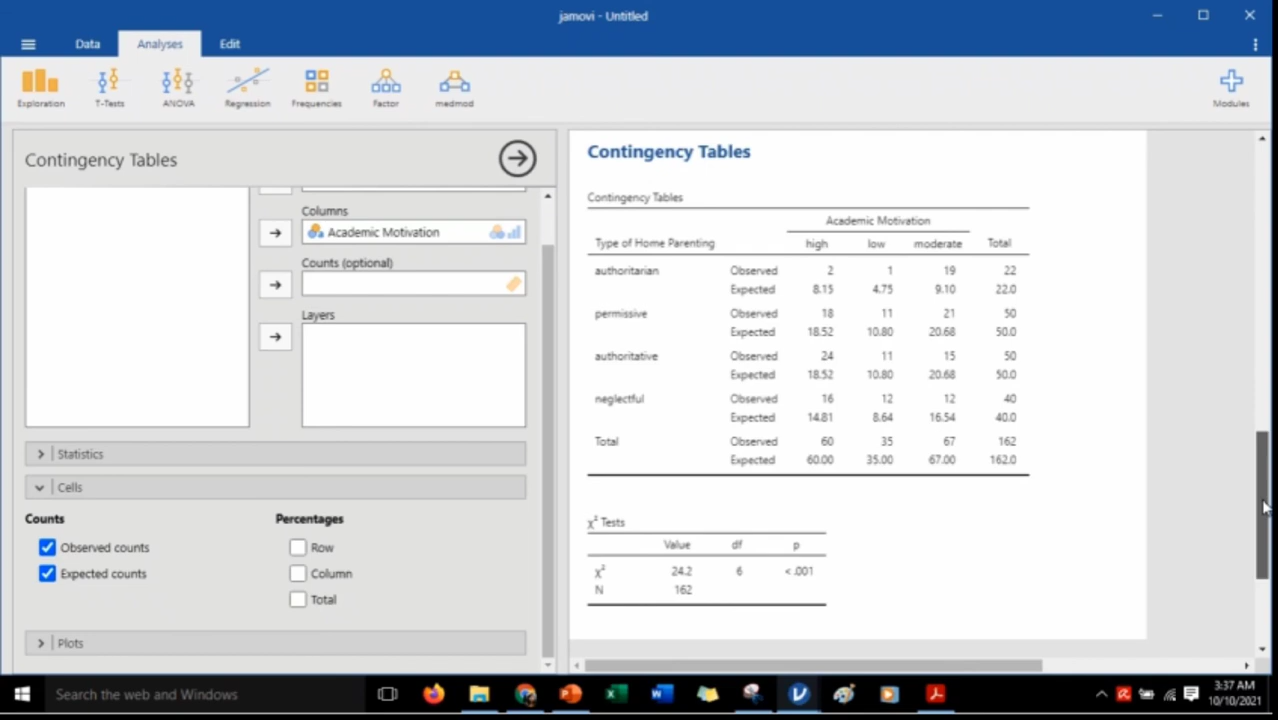 jamovi - Untitled
Data Analyses Edit
Exploration T-Tests ANOVA Regression Frequencies Factor medmod Modules
Contingency Tables
Columns
Academic Motivation
Counts (optional)
Layers
Statistics
Cells
Counts Percentages
Observed counts Row
Expected counts Column
Total
Plots
Contingency Tables
Contingency Tables
Academic Motivation
Type of Home Parenting high low moderate Total
authoritarian Observed 2 1 19 22
Expected 8.15 4.75 9.10 22.0
permissive Observed 18 11 21 50
Expected 18.52 10.80 20.68 50.0
authoritative Observed 24 11 15 50
Expected 18.52 10.80 20.68 50.0
neglectful Observed 16 12 12 40
Expected 14.81 8.64 16.54 40.0
Total Observed 60 35 67 162
Expected 60.00 35.00 67.00 162.0
χ² Tests
Value df p
χ² 24.2 6 < .001
N 162
Search the web and Windows
3:37 AM
10/10/2021